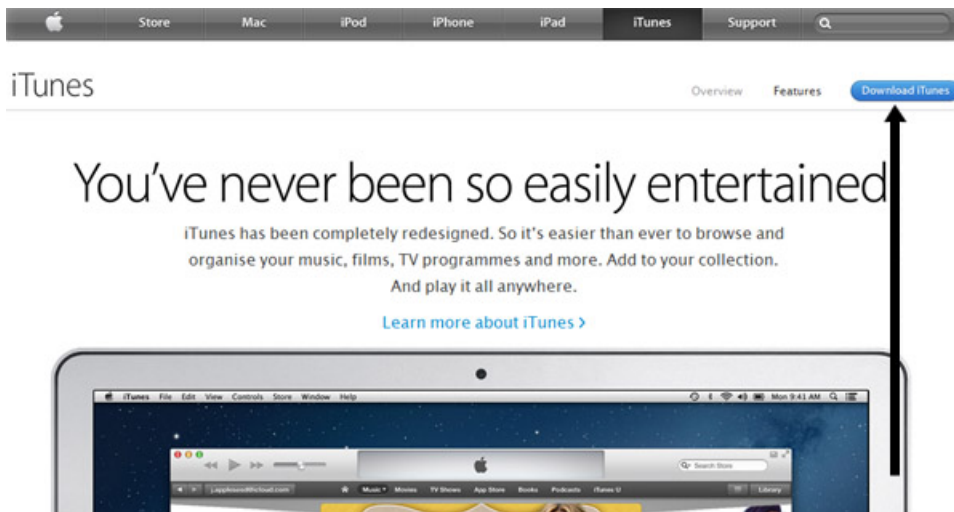 Store Mac iPod iPhone iPad iTunes Support
iTunes
Overview Features Download iTunes
You've never been so easily entertained
iTunes has been completely redesigned. So it's easier than ever to browse and
organise your music, films, TV programmes and more. Add to your collection.
And play it all anywhere.
Learn more about iTunes >
iTunes File Edit View Controls Store Window Help Mon 9:41 AM
Search Store
Music Movies TV Shows App Store Books Podcasts iTunes U Library